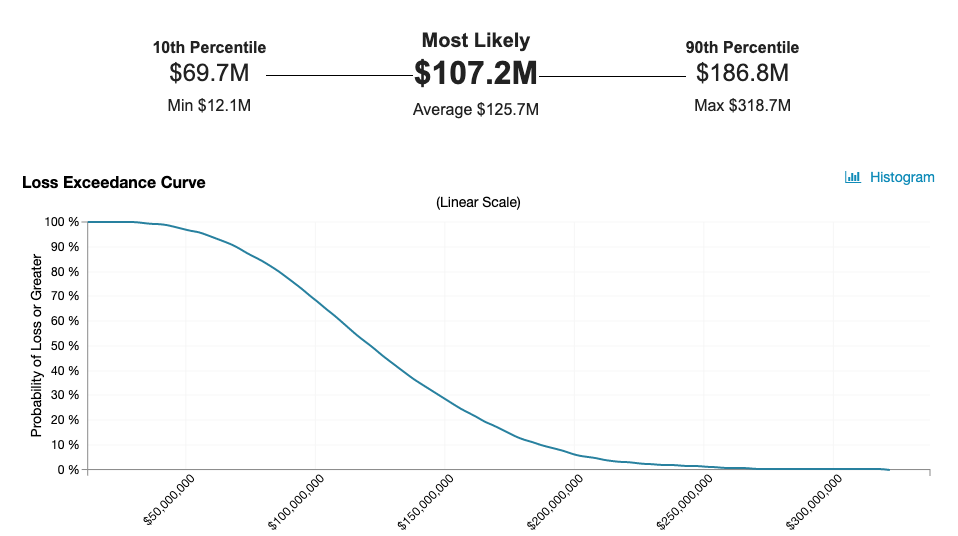 Most Likely
10th Percentile
90th Percentile
$69.7M
$107.2M
$186.8M
Min $12.1M
Average $125.7M
Max $318.7M
Loss Exceedance Curve
Histogram
(Linear Scale)
Probability of Loss or Greater
100 %
90 %
80 %
70 %
60 %
50 %
40 %
30 %
20 %
10 %
0 %
$50,000,000
$100,000,000
$150,000,000
$200,000,000
$250,000,000
$300,000,000